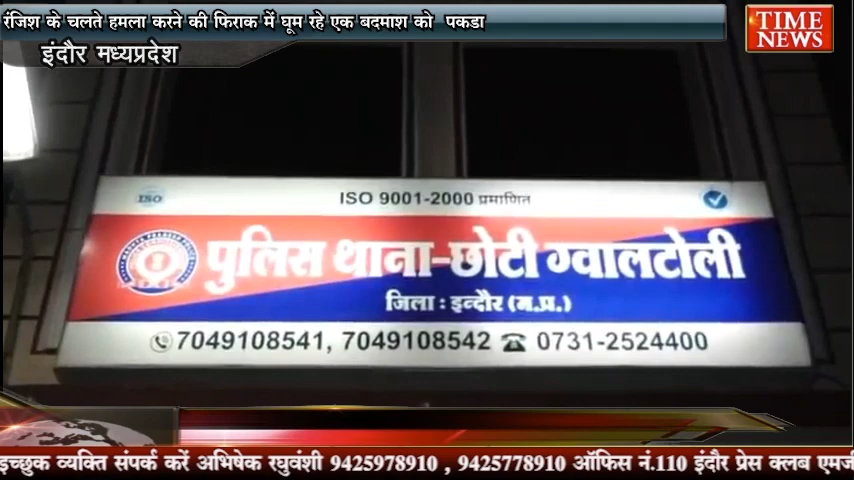 रंजिश के चलते हमला करने की फिराक में घूम रहे एक बदमाश को पकडा
TIME
NEWS
इंदौर मध्यप्रदेश
ISO
ISO 9001-2000 प्रमाणित
पुलिस थाना-छोटी ग्वालटोली
जिला : इन्दौर (म.प्र.)
7049108541, 7049108542 0731-2524400
इच्छुक व्यक्ति संपर्क करें अभिषेक रघुवंशी 9425978910 , 9425778910 ऑफिस नं.110 इंदौर प्रेस क्लब एमजी